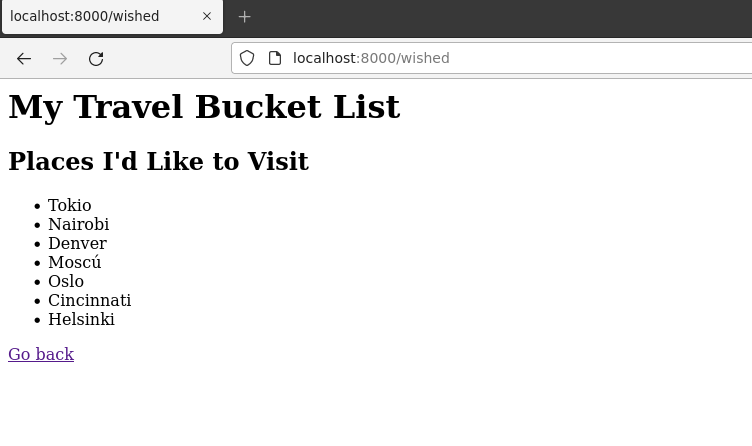 localhost:8000/wished
localhost:8000/wished
My Travel Bucket List
Places I'd Like to Visit
Tokio
Nairobi
Denver
Moscú
Oslo
Cincinnati
Helsinki
Go back